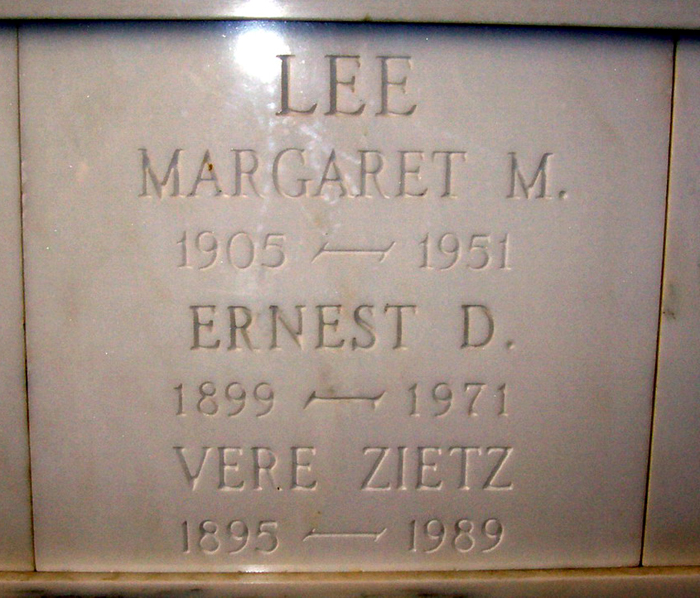 LEE
MARGARET M.
1905 — 1951
ERNEST D.
1899 — 1971
VERE ZIETZ
1895 — 1989